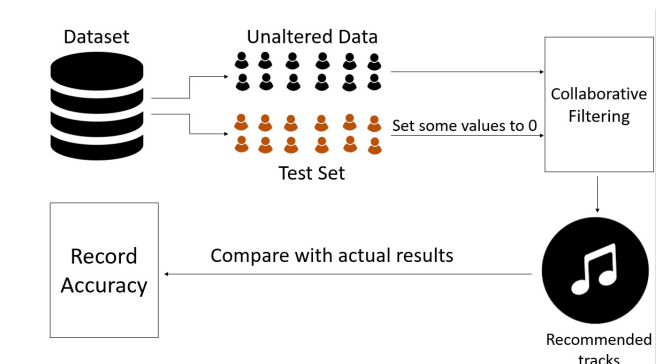 Dataset
Unaltered Data
Collaborative
Filtering
Set some values to 0
Test Set
Record
Accuracy
Compare with actual results
Recommended
tracks